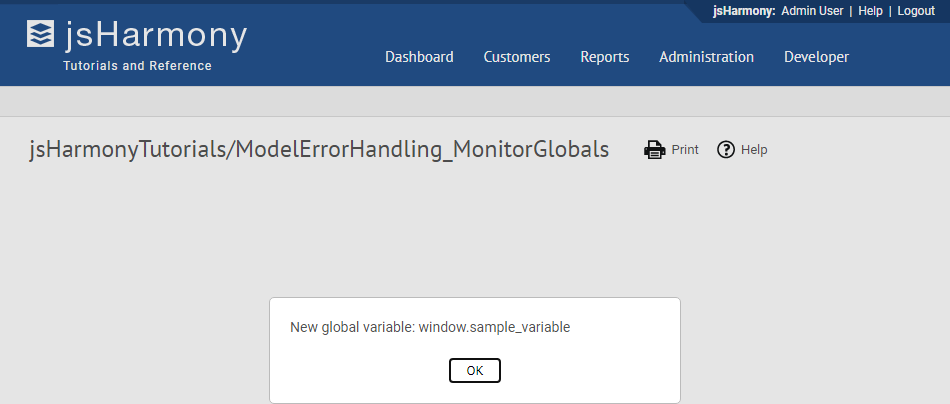 jsHarmony: Admin User | Help | Logout
jsHarmony
Tutorials and Reference
Dashboard Customers Reports Administration Developer
jsHarmonyTutorials/ModelErrorHandling_MonitorGlobals Print Help
New global variable: window.sample_variable
OK